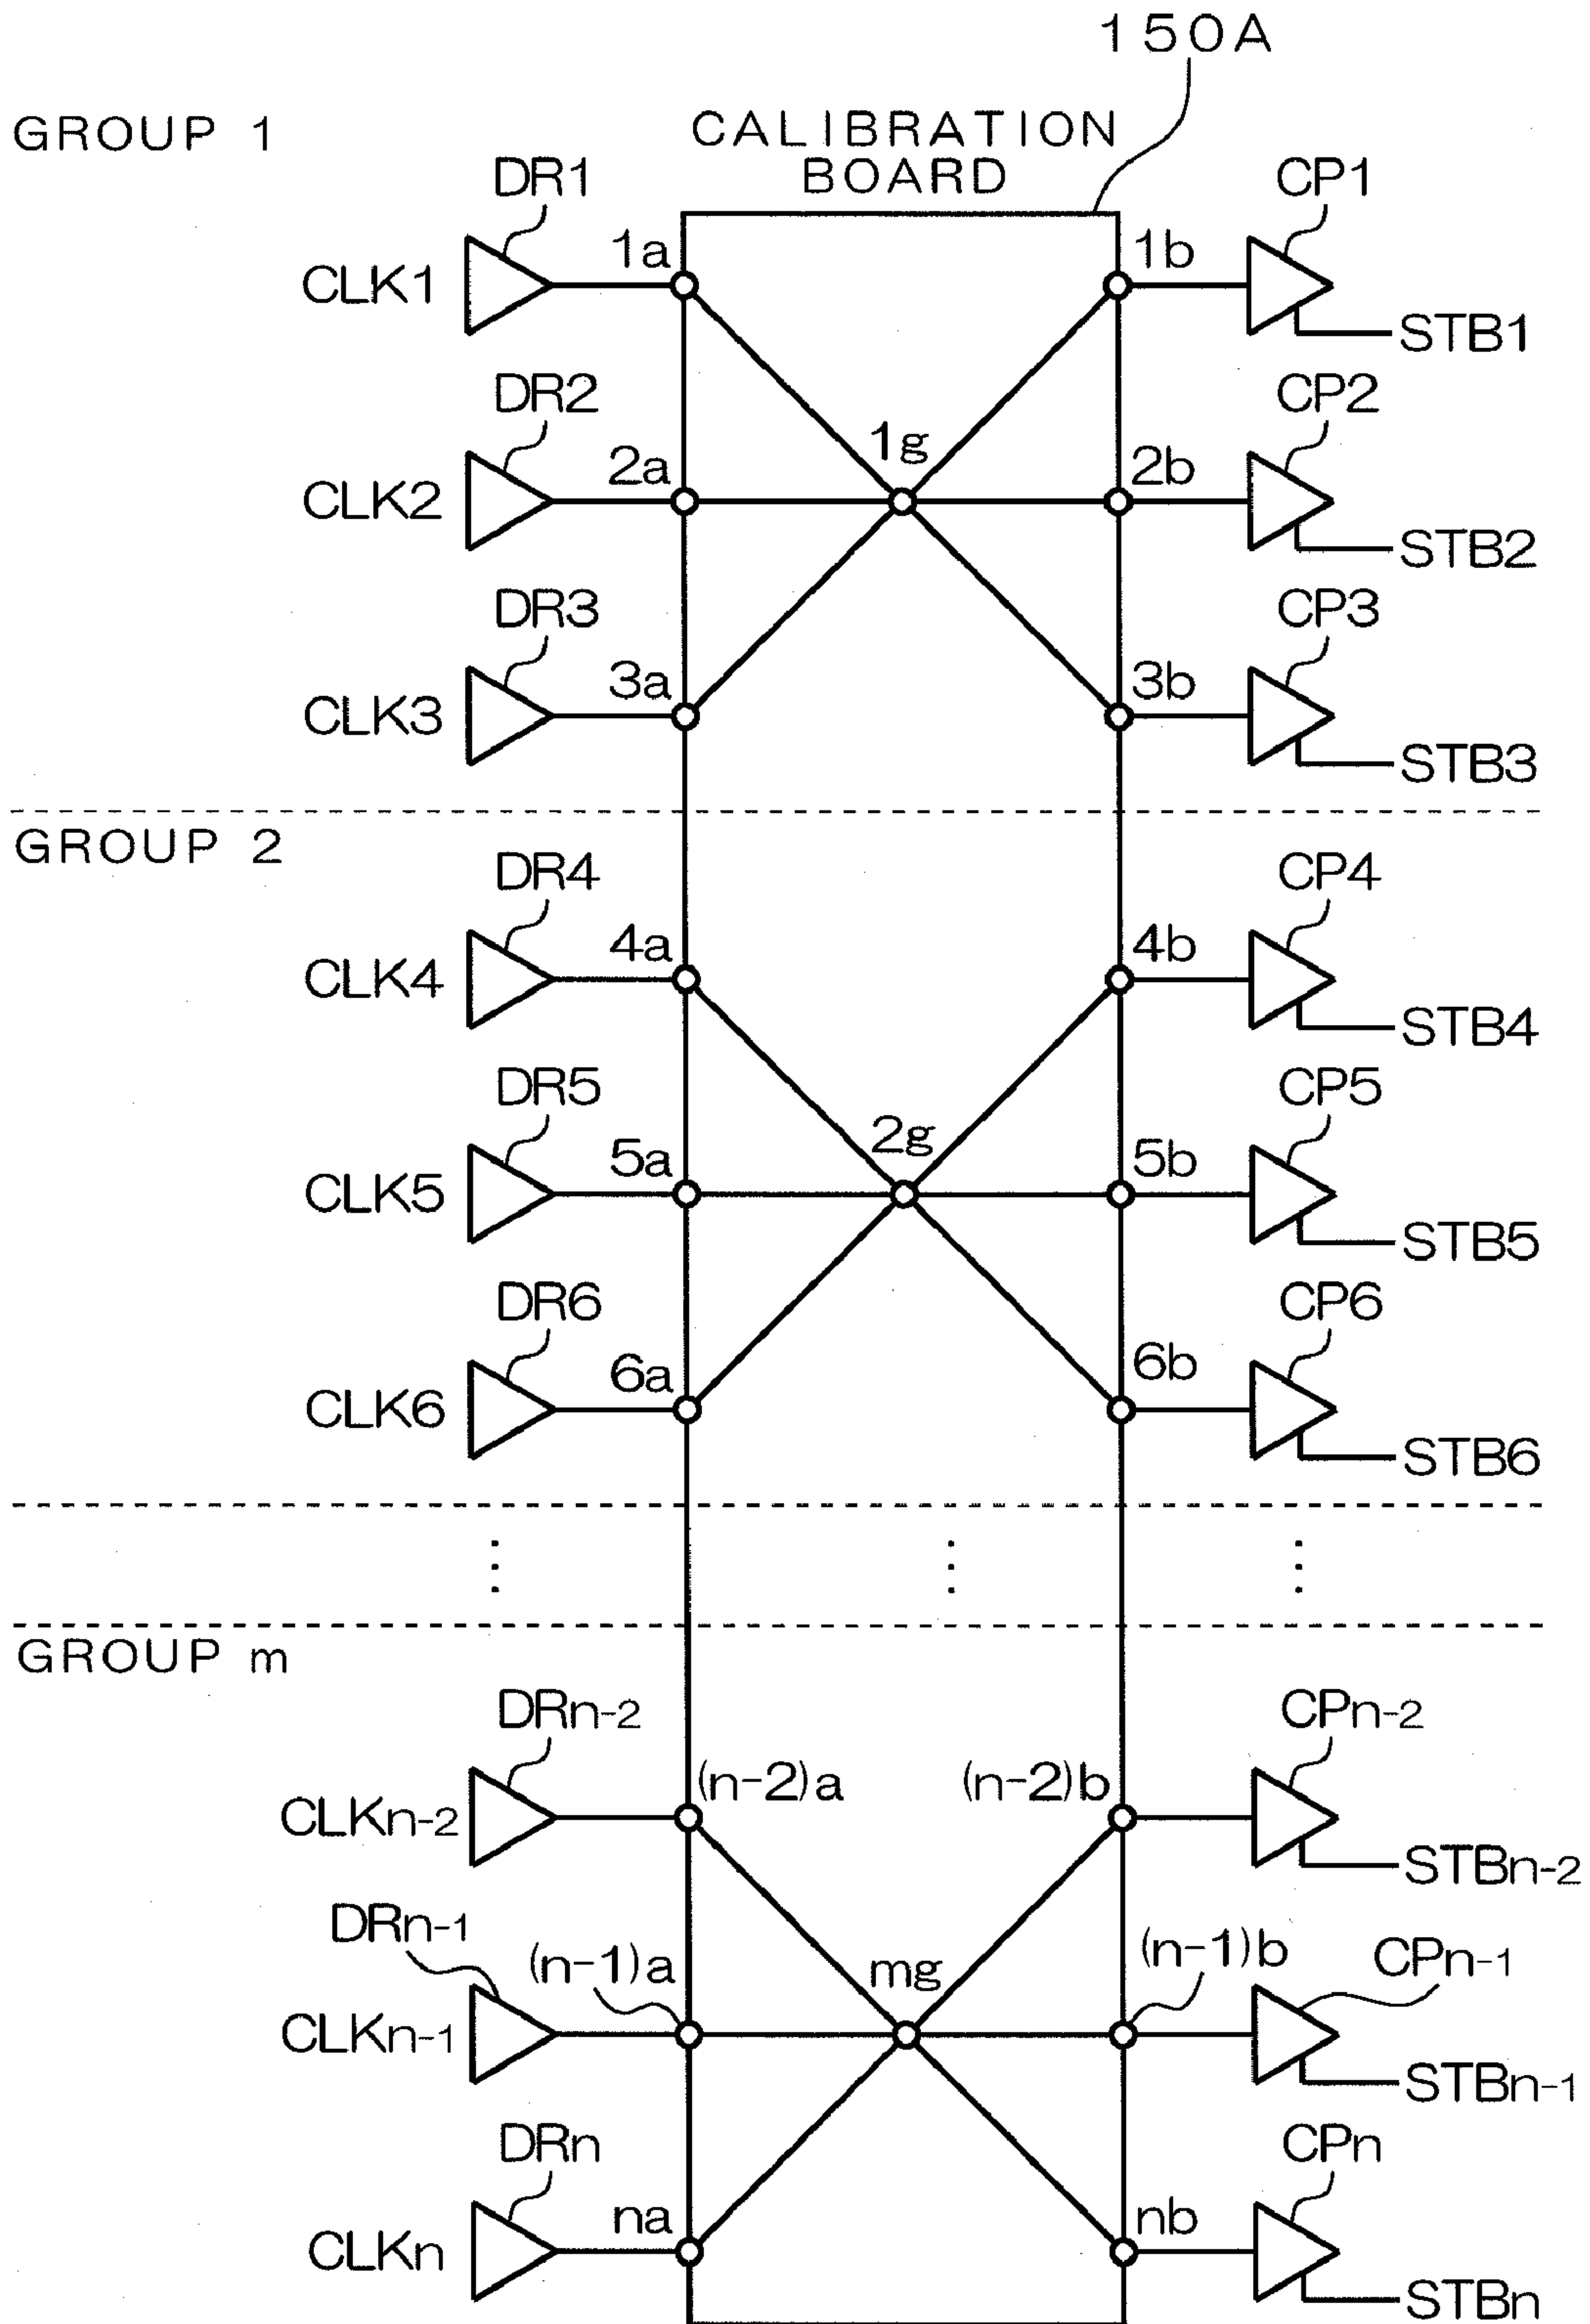 150A
GROUP 1
CALIBRATION
BOARD
DR1
CP1
1a
1b
CLK1
STB1
DR2
CP2
1g
2a
2b
CLK2
STB2
DR3
CP3
3a
3b
CLK3
STB3
GROUP 2
DR4
CP4
4a
4b
CLK4
STB4
DR5
CP5
2g
5a
5b
CLK5
STB5
DR6
CP6
6a
6b
CLK6
STB6
GROUP m
DRn-2
CPn-2
(n-2)a
(n-2)b
CLKn-2
STBn-2
DRn-1
(n-1)a
mg
(n-1)b
CPn-1
CLKn-1
STBn-1
DRn
CPn
na
nb
CLKn
STBn